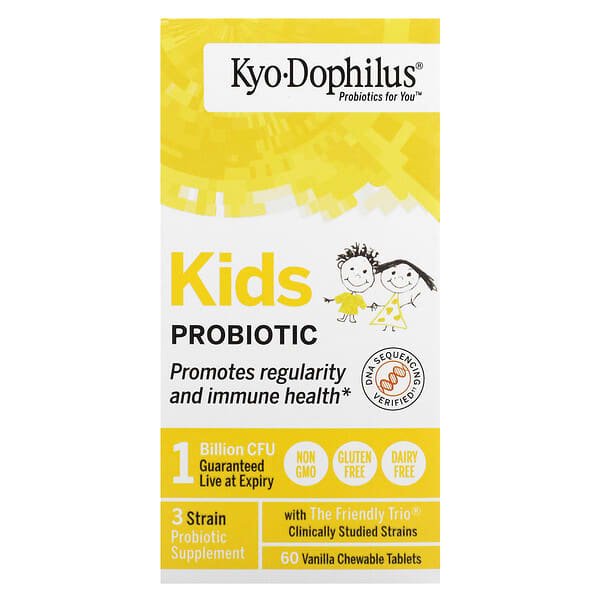 Kyo·Dophilus®
Probiotics for You™
Kids
PROBIOTIC
Promotes regularity
and immune health*
DNA SEQUENCING
VERIFIED††
1 Billion CFU
Guaranteed
Live at Expiry
NON
GMO
GLUTEN
FREE
DAIRY
FREE
3 Strain
Probiotic
Supplement
with The Friendly Trio®
Clinically Studied Strains
60 Vanilla Chewable Tablets